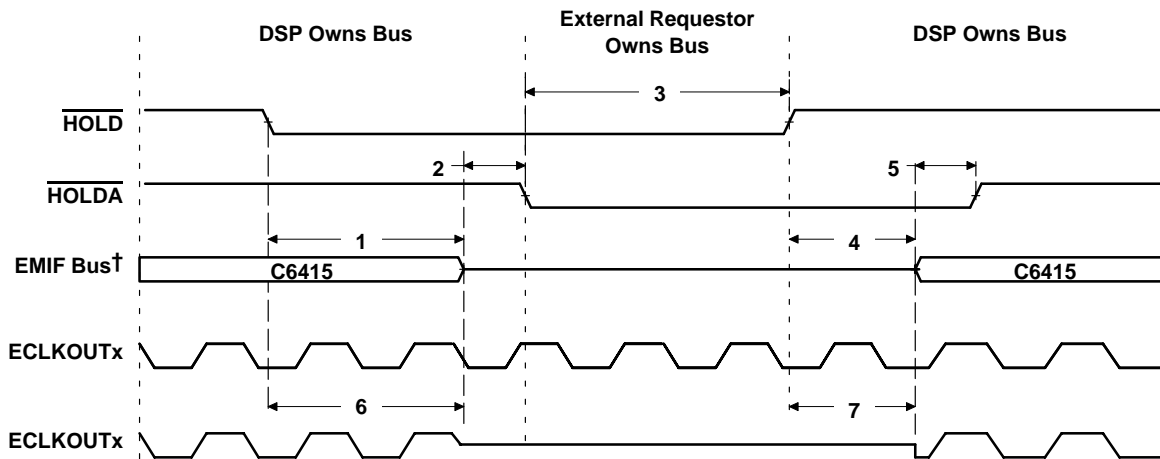 DSP Owns Bus
External Requestor
Owns Bus
DSP Owns Bus
3
HOLD
2
5
HOLDA
1
4
EMIF Bus†
C6415
C6415
ECLKOUTx
6
7
ECLKOUTx